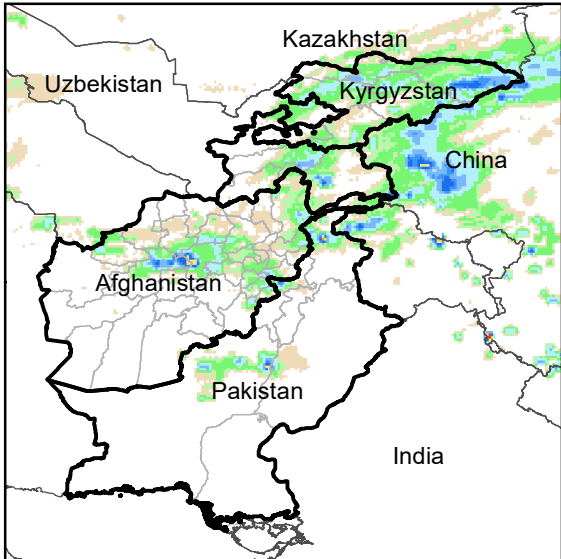 Kazakhstan
Uzbekistan
Kyrgyzstan
China
Afghanistan
Pakistan
India